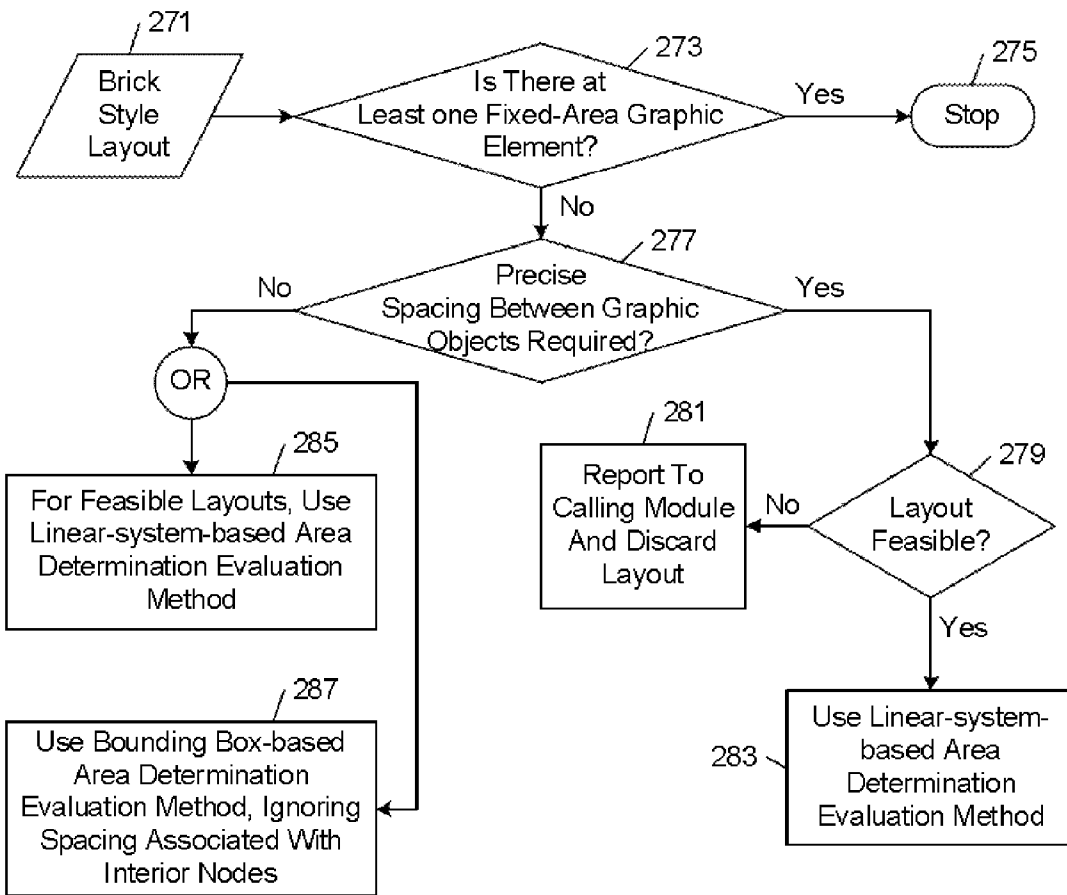 271
Brick
Style
Layout
273
Is There at
Least one Fixed-Area Graphic
Element?
Yes
275
Stop
No
277
Precise
Spacing Between Graphic
Objects Required?
No
Yes
OR
285
For Feasible Layouts, Use
Linear-system-based Area
Determination Evaluation
Method
281
Report To
Calling Module
And Discard
Layout
No
279
Layout
Feasible?
Yes
287
Use Bounding Box-based
Area Determination
Evaluation Method, Ignoring
Spacing Associated With
Interior Nodes
283
Use Linear-system-
based Area
Determination
Evaluation Method